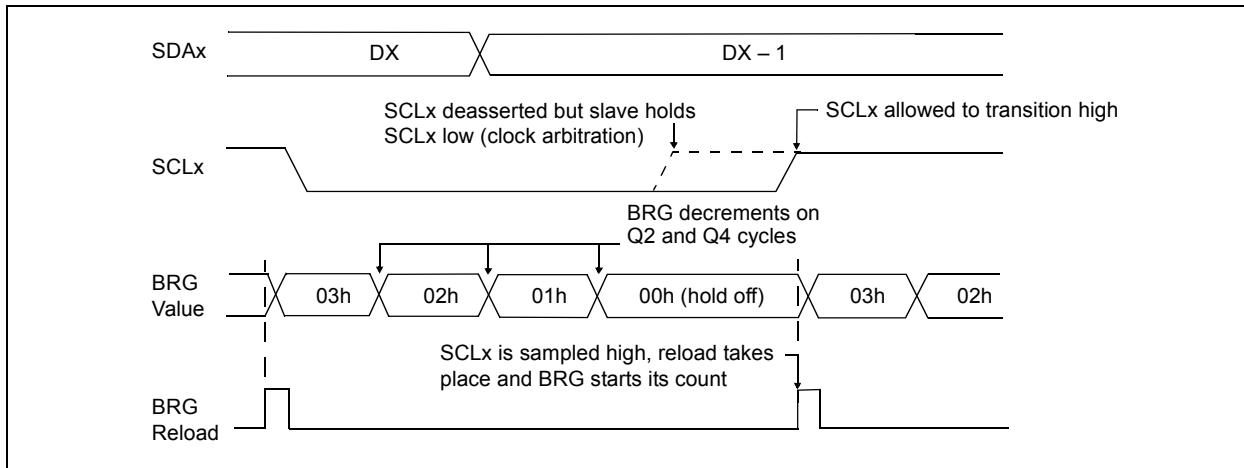 SDAx
DX
DX – 1
SCLx deasserted but slave holds
SCLx low (clock arbitration)
SCLx allowed to transition high
SCLx
BRG decrements on
Q2 and Q4 cycles
BRG
Value
03h
02h
01h
00h (hold off)
03h
02h
SCLx is sampled high, reload takes
place and BRG starts its count
BRG
Reload